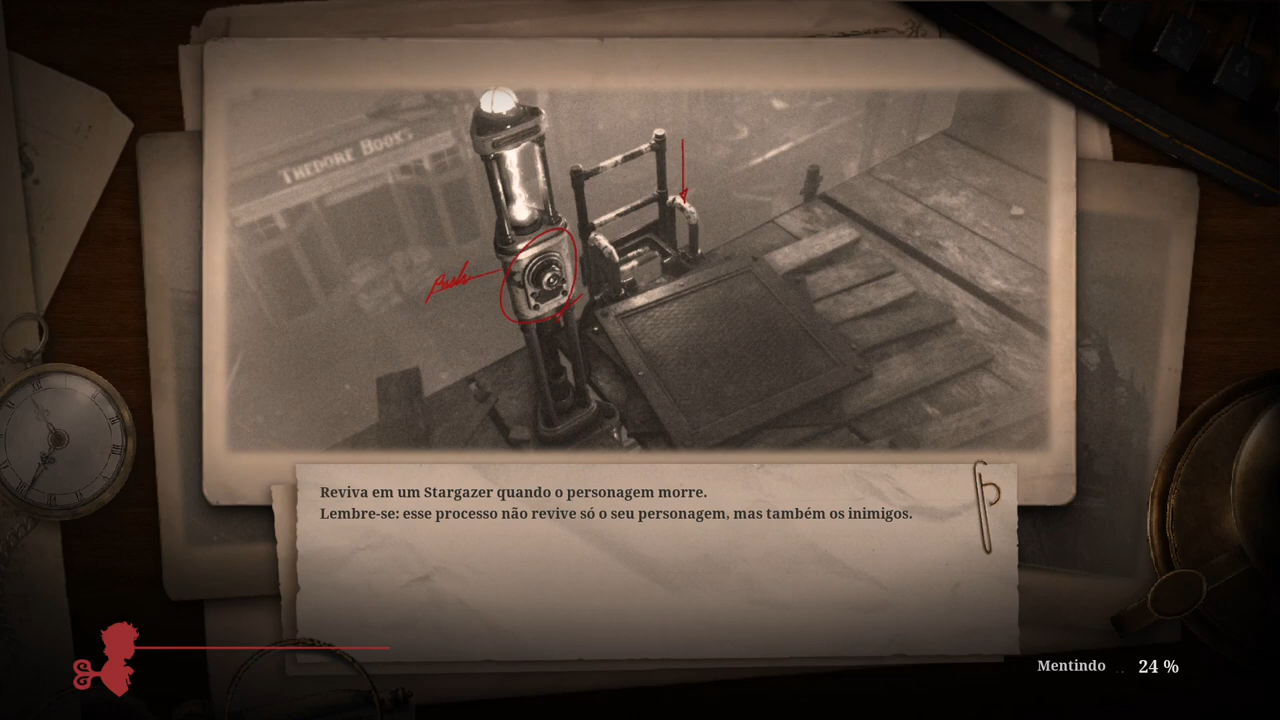 THEDORE BOOKS
Push
Reviva em um Stargazer quando o personagem morre.
Lembre-se: esse processo não revive só o seu personagem, mas também os inimigos.
Mentindo .. 24 %